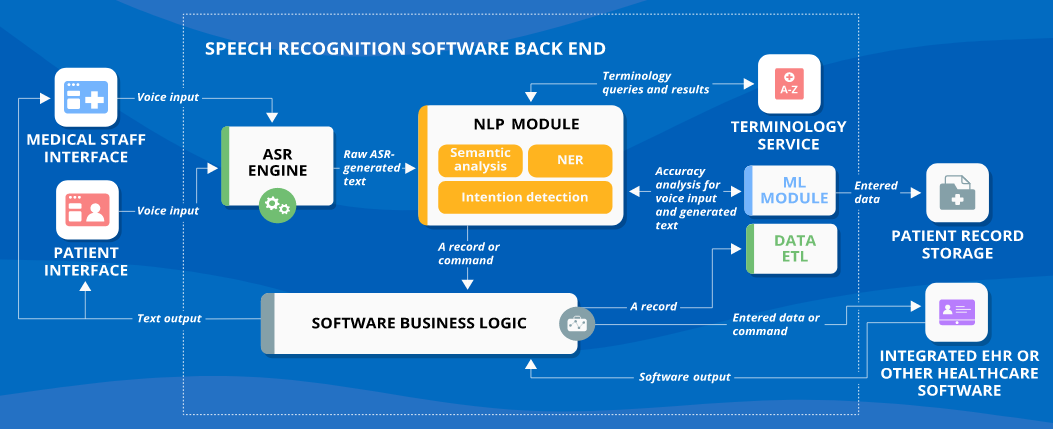 SPEECH RECOGNITION SOFTWARE BACK END
Terminology
queries and results
A-Z
TERMINOLOGY
SERVICE
Voice input
MEDICAL STAFF
INTERFACE
ASR
ENGINE
Raw ASR-
generated
text
NLP MODULE
Semantic
analysis
NER
Intention detection
Accuracy
analysis for
voice input
and generated
text
ML
MODULE
Entered
data
PATIENT RECORD
STORAGE
Voice input
PATIENT
INTERFACE
A record or
command
DATA
ETL
Text output
SOFTWARE BUSINESS LOGIC
A record
Entered data or
command
Software output
INTEGRATED EHR OR
OTHER HEALTHCARE
SOFTWARE